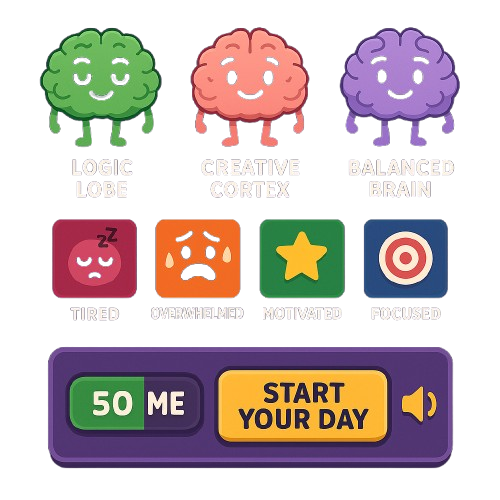 LOGIC
LOBE
CREATIVE
CORTEX
BALANCED
BRAIN
zZ
TIRED
OVERWHELMED
MOTIVATED
FOCUSED
50 ME
START
YOUR DAY